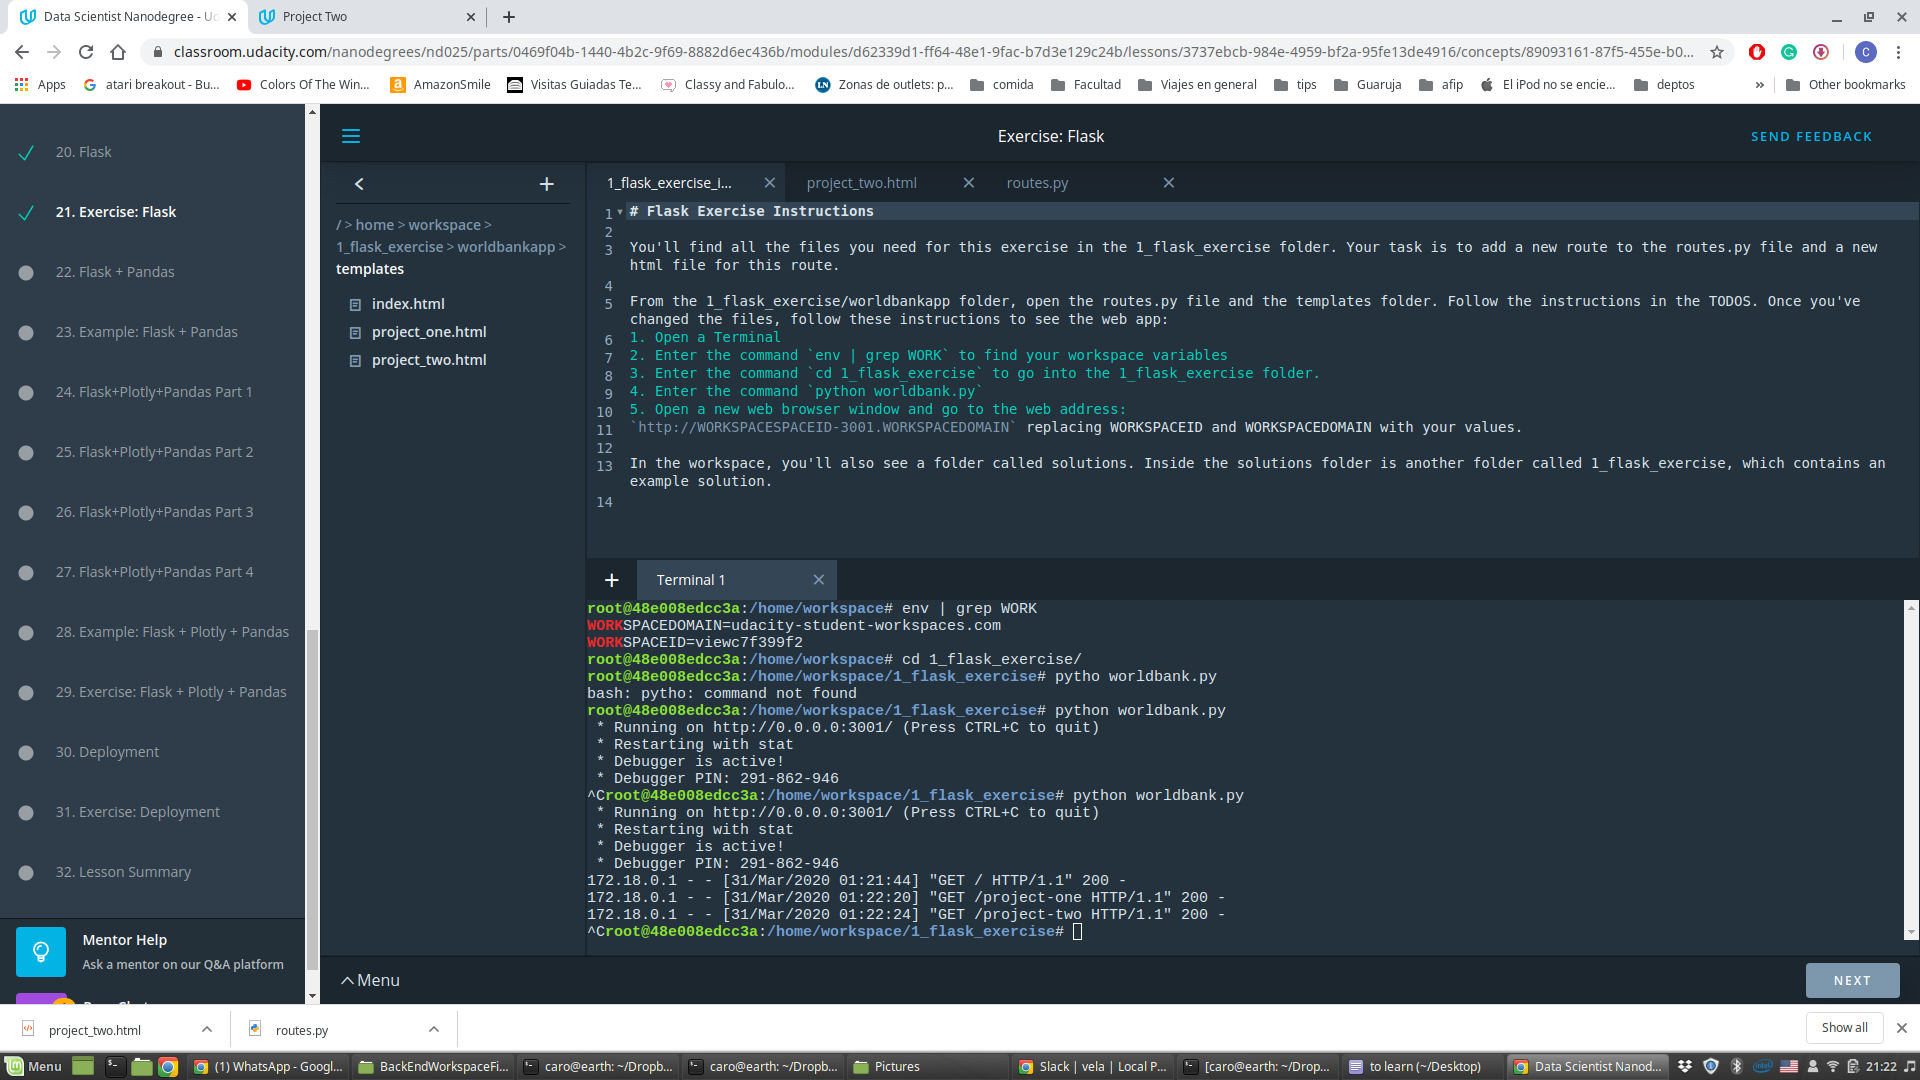 Data Scientist Nanodegree - Ud
Project Two
classroom.udacity.com/nanodegrees/nd025/parts/0469f04b-1440-4b2c-9f69-8882d6ec436b/modules/d62339d1-ff64-48e1-9fac-b7d3e129c24b/lessons/3737ebcb-984e-4959-bf2a-95fe13de4916/concepts/89093161-87f5-455e-b0...
C
Apps
atari breakout - Bu...
Colors Of The Win...
AmazonSmile
Visitas Guiadas Te...
Classy and Fabulo...
Zonas de outlets: p...
comida
Facultad
Viajes en general
tips
Guaruja
afip
El iPod no se encie...
deptos
»
Other bookmarks
20. Flask
21. Exercise: Flask
22. Flask + Pandas
23. Example: Flask + Pandas
24. Flask+Plotly+Pandas Part 1
25. Flask+Plotly+Pandas Part 2
26. Flask+Plotly+Pandas Part 3
27. Flask+Plotly+Pandas Part 4
28. Example: Flask + Plotly + Pandas
29. Exercise: Flask + Plotly + Pandas
30. Deployment
31. Exercise: Deployment
32. Lesson Summary
Mentor Help
Ask a mentor on our Q&A platform
Exercise: Flask
SEND FEEDBACK
/ > home > workspace >
1_flask_exercise > worldbankapp >
templates
index.html
project_one.html
project_two.html
1_flask_exercise_i...
project_two.html
routes.py
1 # Flask Exercise Instructions
2
3 You'll find all the files you need for this exercise in the 1_flask_exercise folder. Your task is to add a new route to the routes.py file and a new
html file for this route.
4
5 From the 1_flask_exercise/worldbankapp folder, open the routes.py file and the templates folder. Follow the instructions in the TODOS. Once you've
changed the files, follow these instructions to see the web app:
6 1. Open a Terminal
7 2. Enter the command `env | grep WORK` to find your workspace variables
8 3. Enter the command `cd 1_flask_exercise` to go into the 1_flask_exercise folder.
9 4. Enter the command `python worldbank.py`
10 5. Open a new web browser window and go to the web address:
11 `http://WORKSPACESPACEID-3001.WORKSPACEDOMAIN` replacing WORKSPACEID and WORKSPACEDOMAIN with your values.
12
13 In the workspace, you'll also see a folder called solutions. Inside the solutions folder is another folder called 1_flask_exercise, which contains an
example solution.
14
Terminal 1
root@48e008edcc3a:/home/workspace# env | grep WORK
WORKSPACEDOMAIN=udacity-student-workspaces.com
WORKSPACEID=viewc7f399f2
root@48e008edcc3a:/home/workspace# cd 1_flask_exercise/
root@48e008edcc3a:/home/workspace/1_flask_exercise# pytho worldbank.py
bash: pytho: command not found
root@48e008edcc3a:/home/workspace/1_flask_exercise# python worldbank.py
* Running on http://0.0.0.0:3001/ (Press CTRL+C to quit)
* Restarting with stat
* Debugger is active!
* Debugger PIN: 291-862-946
^Croot@48e008edcc3a:/home/workspace/1_flask_exercise# python worldbank.py
* Running on http://0.0.0.0:3001/ (Press CTRL+C to quit)
* Restarting with stat
* Debugger is active!
* Debugger PIN: 291-862-946
172.18.0.1 - - [31/Mar/2020 01:21:44] "GET / HTTP/1.1" 200 -
172.18.0.1 - - [31/Mar/2020 01:22:20] "GET /project-one HTTP/1.1" 200 -
172.18.0.1 - - [31/Mar/2020 01:22:24] "GET /project-two HTTP/1.1" 200 -
^Croot@48e008edcc3a:/home/workspace/1_flask_exercise#
Menu
NEXT
project_two.html
routes.py
Show all
Menu
(1) WhatsApp - Googl...
BackEndWorkspaceFi...
caro@earth: ~/Dropb...
caro@earth: ~/Dropb...
Pictures
Slack | vela | Local P...
[caro@earth: ~/Drop...
to learn (~/Desktop)
Data Scientist Nanod...
21:22